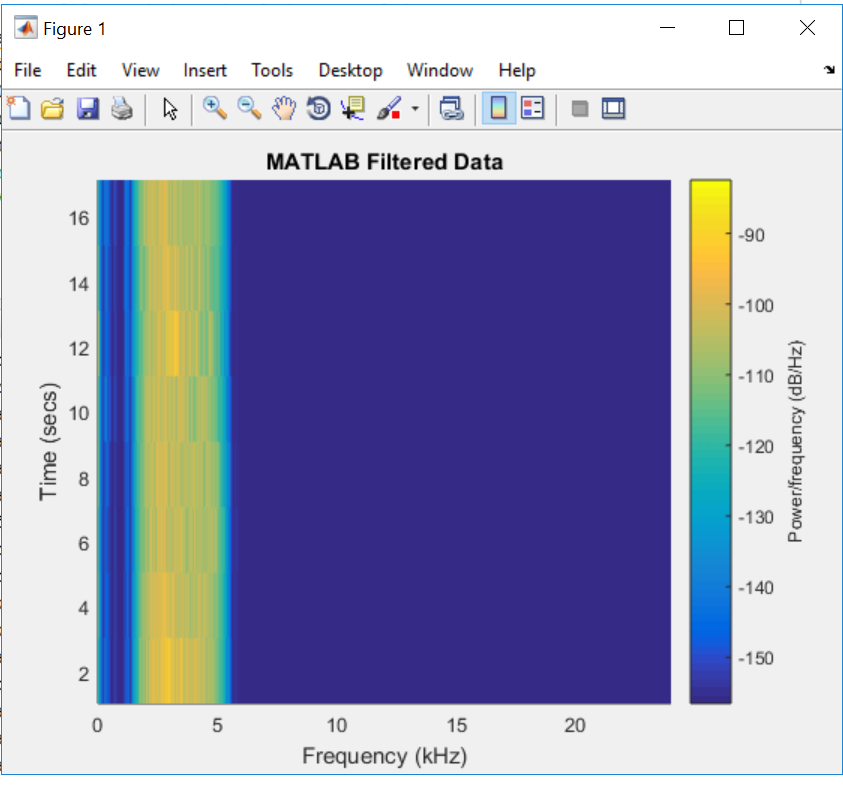 Figure 1
File Edit View Insert Tools Desktop Window Help
MATLAB Filtered Data
16
14
12
10
8
6
4
2
Time (secs)
0 5 10 15 20
Frequency (kHz)
-90
-100
-110
-120
-130
-140
-150
Power/frequency (dB/Hz)